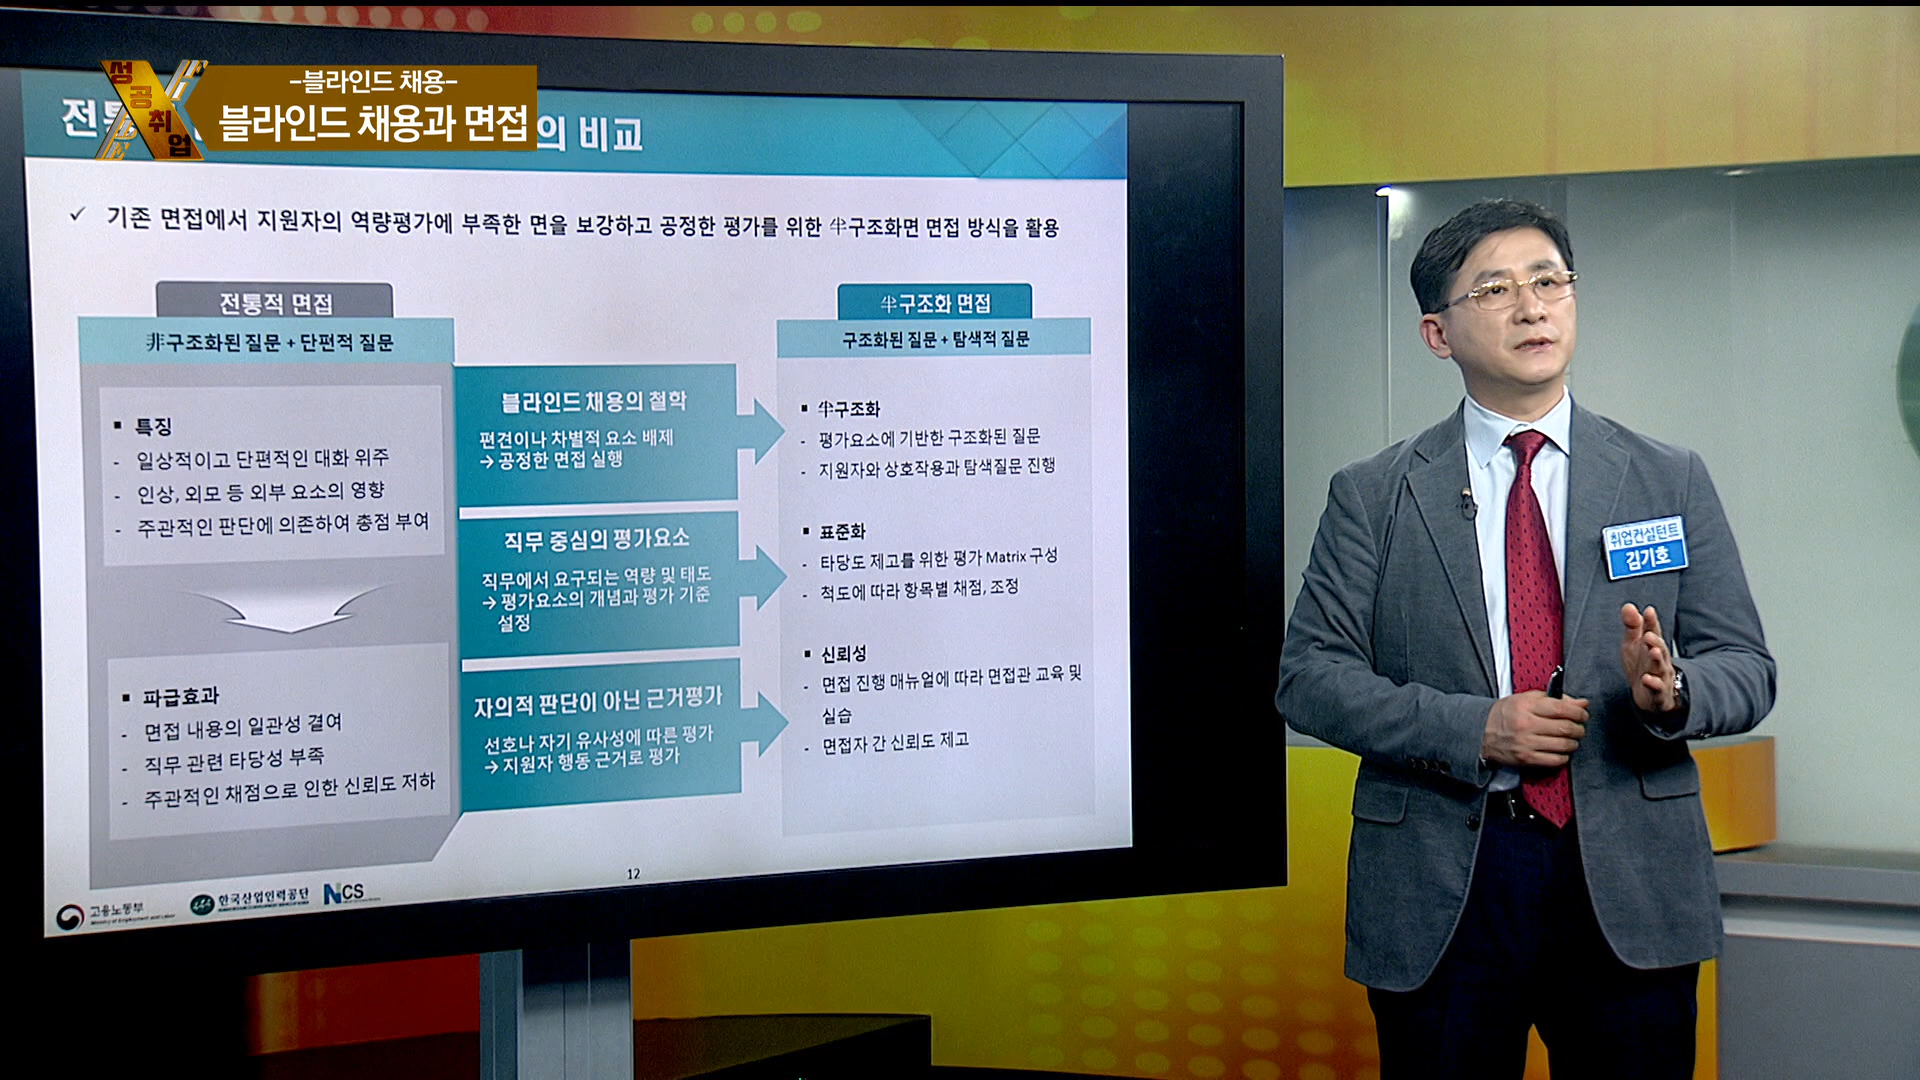 성공취업
-블라인드 채용-
블라인드 채용과 면접
전통
의 비교
✓ 기존 면접에서 지원자의 역량평가에 부족한 면을 보강하고 공정한 평가를 위한 半구조화면 면접 방식을 활용
전통적 면접
非구조화된 질문 + 단편적 질문
▪ 특징
- 일상적이고 단편적인 대화 위주
- 인상, 외모 등 외부 요소의 영향
- 주관적인 판단에 의존하여 총점 부여
▪ 파급효과
- 면접 내용의 일관성 결여
- 직무 관련 타당성 부족
- 주관적인 채점으로 인한 신뢰도 저하
블라인드 채용의 철학
편견이나 차별적 요소 배제
→ 공정한 면접 실행
직무 중심의 평가요소
직무에서 요구되는 역량 및 태도
→ 평가요소의 개념과 평가 기준
설정
자의적 판단이 아닌 근거평가
선호나 자기 유사성에 따른 평가
→ 지원자 행동 근거로 평가
半구조화 면접
구조화된 질문 + 탐색적 질문
▪ 半구조화
- 평가요소에 기반한 구조화된 질문
- 지원자와 상호작용과 탐색질문 진행
▪ 표준화
- 타당도 제고를 위한 평가 Matrix 구성
- 척도에 따라 항목별 채점, 조정
▪ 신뢰성
- 면접 진행 매뉴얼에 따라 면접관 교육 및
실습
- 면접자 간 신뢰도 제고
12
고용노동부
Ministry of Employment and Labor
한국산업인력공단
NCS
취업컨설턴트
김기호